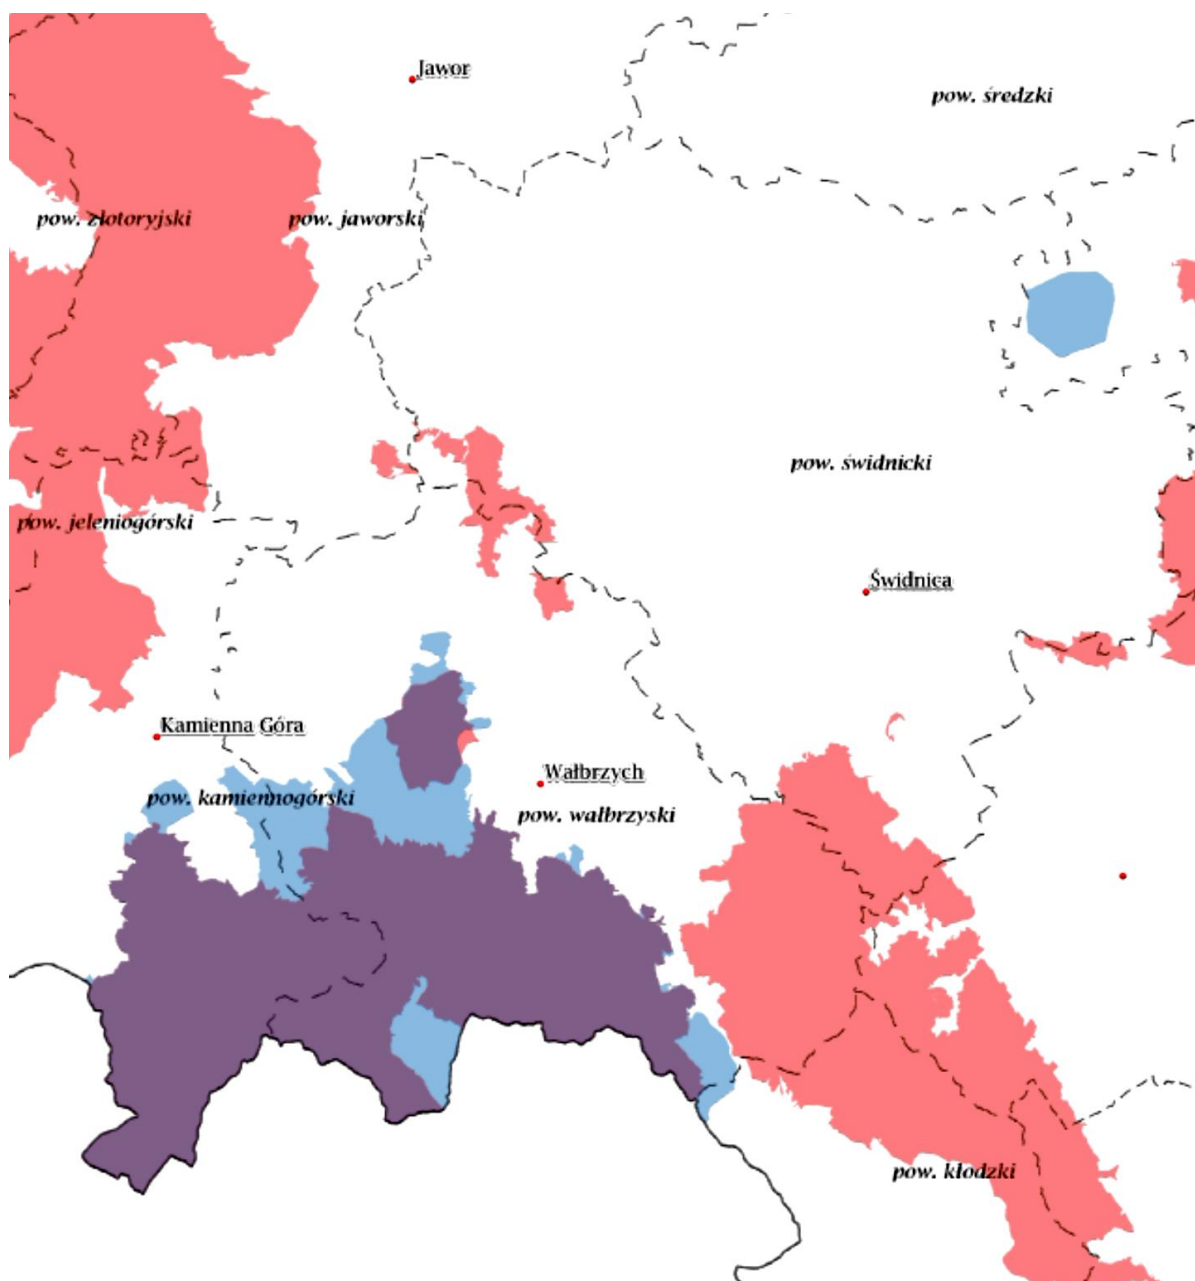 Jawor
pow. średzki
pow. złotoryjski
pow. jaworski
pow. świdnicki
pow. jeleniogórski
Świdnica
Kamienna Góra
Wałbrzych
pow. kamiennogórski
pow. wałbrzyski
pow. kłodzki